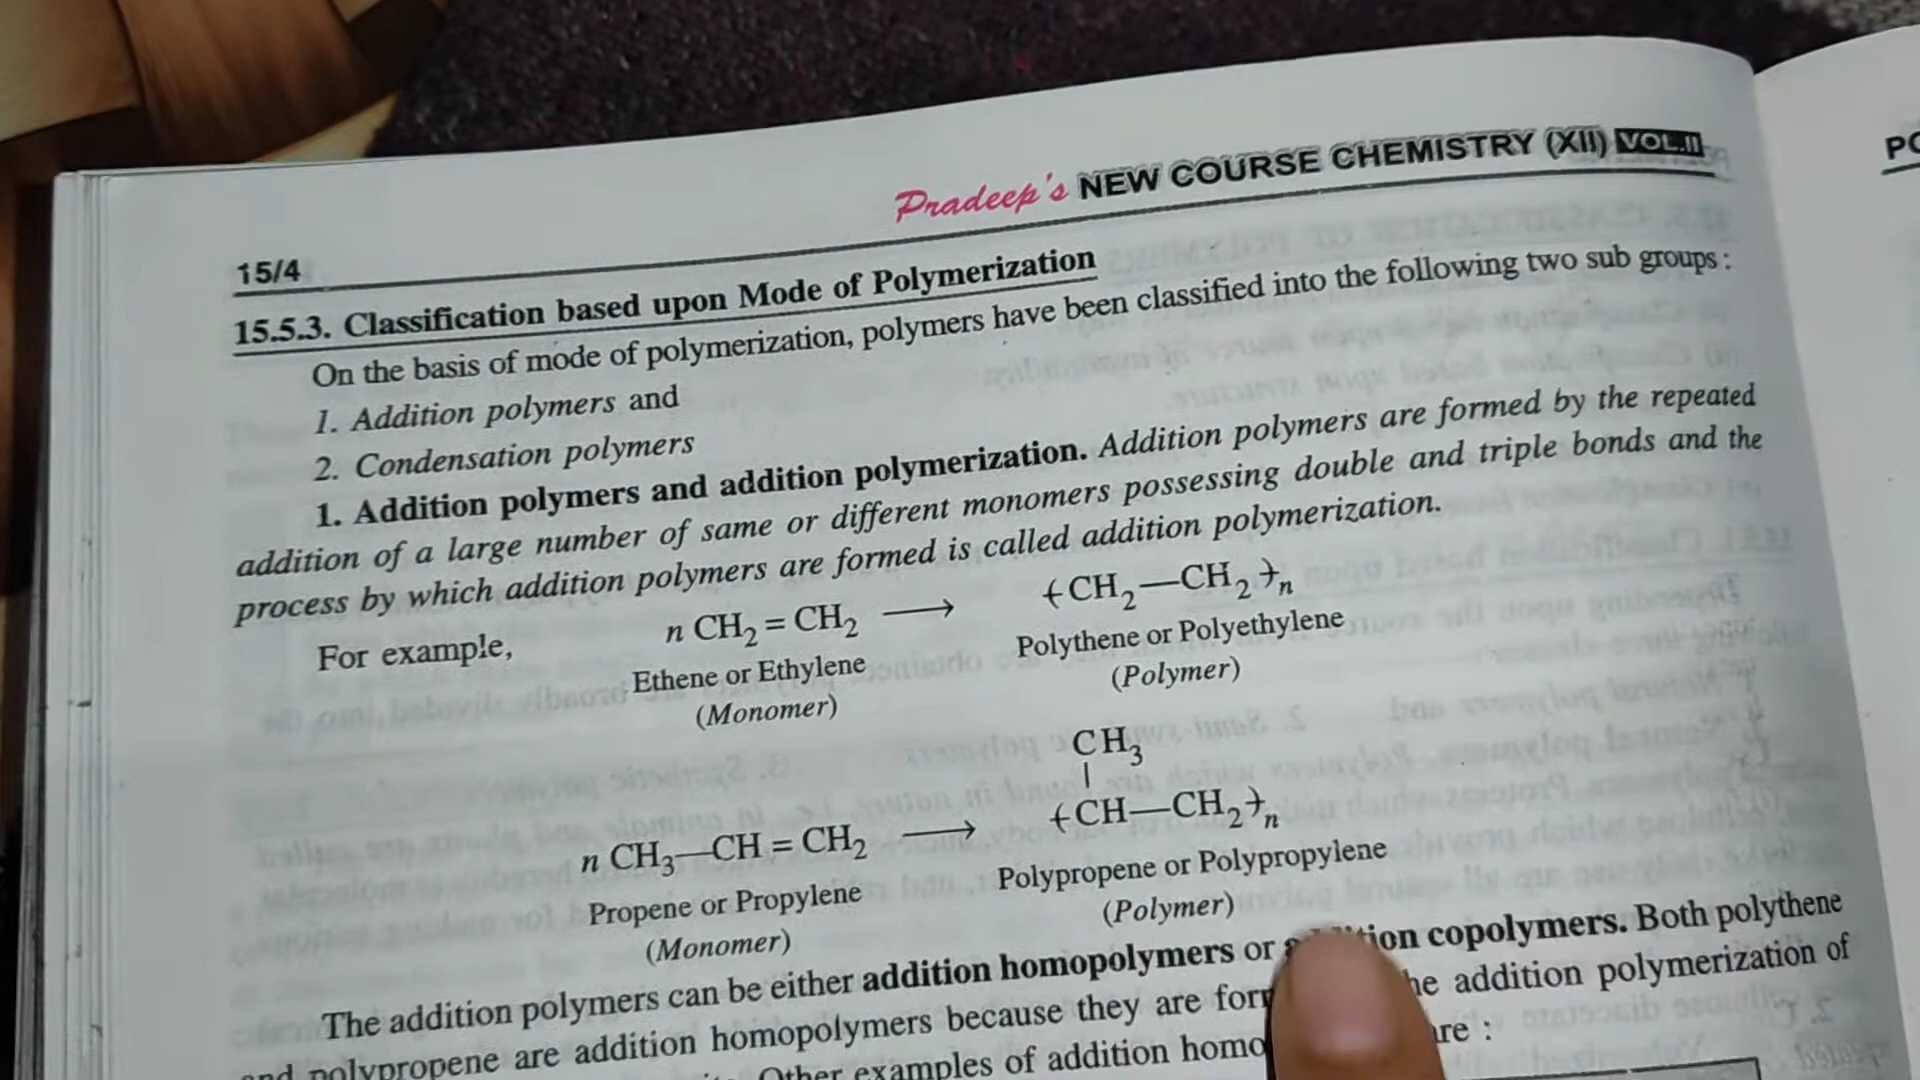 Pradeep's NEW COURSE CHEMISTRY (XII) VOL.II
15/4
15.5.3. Classification based upon Mode of Polymerization
On the basis of mode of polymerization, polymers have been classified into the following two sub groups :
1. Addition polymers and
2. Condensation polymers
1. Addition polymers and addition polymerization. Addition polymers are formed by the repeated
addition of a large number of same or different monomers possessing double and triple bonds and the
process by which addition polymers are formed is called addition polymerization.
For example, n CH₂ = CH₂ ⟶ ⟮CH₂—CH₂⟯ₙ
Ethene or Ethylene Polythene or Polyethylene
(Monomer) (Polymer)
CH₃
|
n CH₃—CH = CH₂ ⟶ ⟮CH—CH₂⟯ₙ
Propene or Propylene Polypropene or Polypropylene
(Monomer) (Polymer)
The addition polymers can be either addition homopolymers or copolymers. Both polythene
and polypropene are addition homopolymers because they are addition polymerization of
Other examples of addition
PO